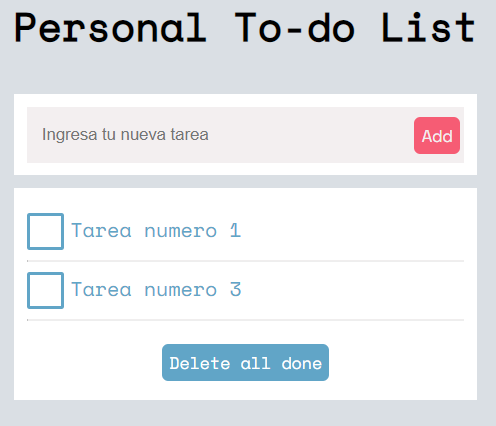 Personal To-do List
Ingresa tu nueva tarea
Add
Tarea numero 1
Tarea numero 3
Delete all done